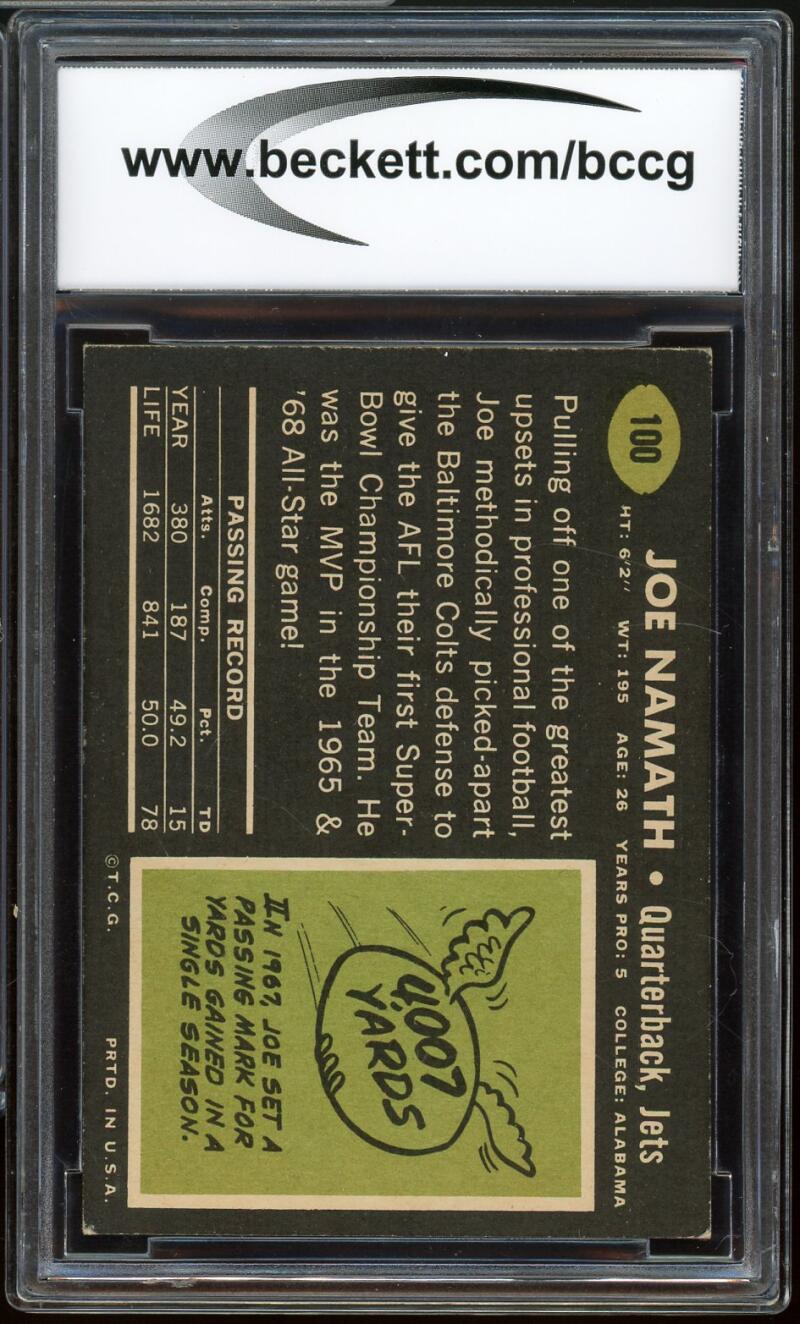 www.beckett.com/bccg
100
JOE NAMATH • Quarterback, Jets
HT: 6'2" WT: 195 AGE: 26 YEARS PRO: 5 COLLEGE: ALABAMA
Pulling off one of the greatest
upsets in professional football,
Joe methodically picked-apart
the Baltimore Colts defense to
give the AFL their first Super-
Bowl Championship Team. He
was the MVP in the 1965 &
'68 All-Star game!
PASSING RECORD
Atts. Comp. Pct. TD
YEAR 380 187 49.2 15
LIFE 1682 841 50.0 78
4,007
YARDS
IN 1967, JOE SET A
PASSING MARK FOR
YARDS GAINED IN A
SINGLE SEASON.
©T.C.G. PRTD. IN U.S.A.